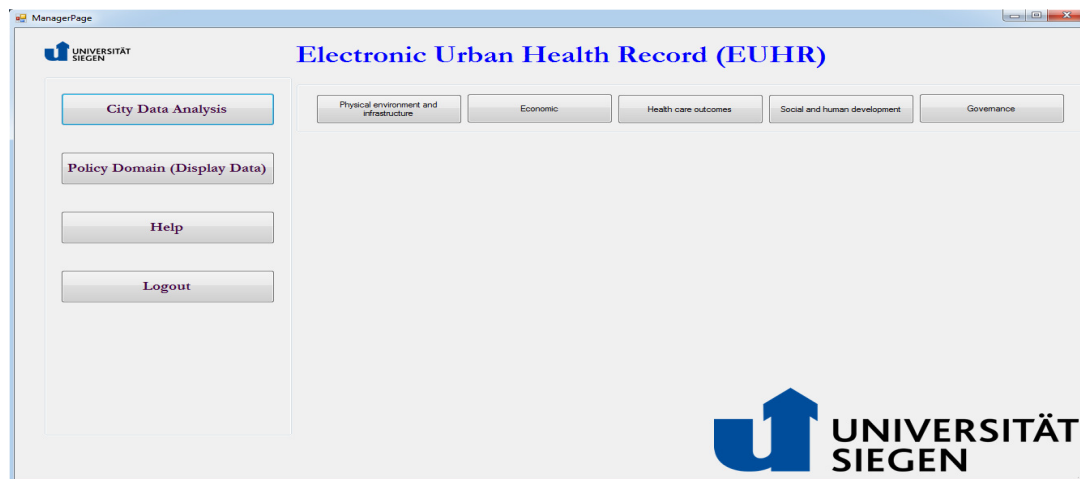 ManagerPage
UNIVERSITÄT
SIEGEN
Electronic Urban Health Record (EUHR)
City Data Analysis
Policy Domain (Display Data)
Help
Logout
Physical environment and
infrastructure
Economic
Health care outcomes
Social and human development
Governance
UNIVERSITÄT
SIEGEN